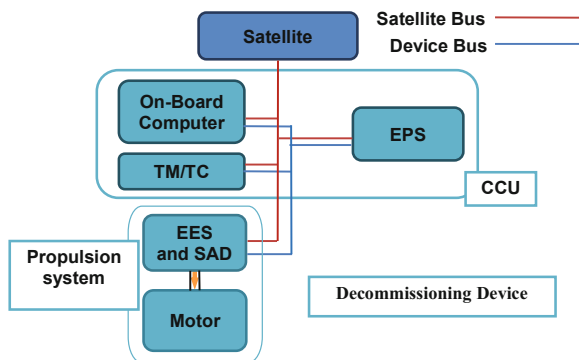 Satellite
Satellite Bus
Device Bus
On-Board
Computer
EPS
TM/TC
CCU
EES
and SAD
Propulsion
system
Motor
Decommissioning Device